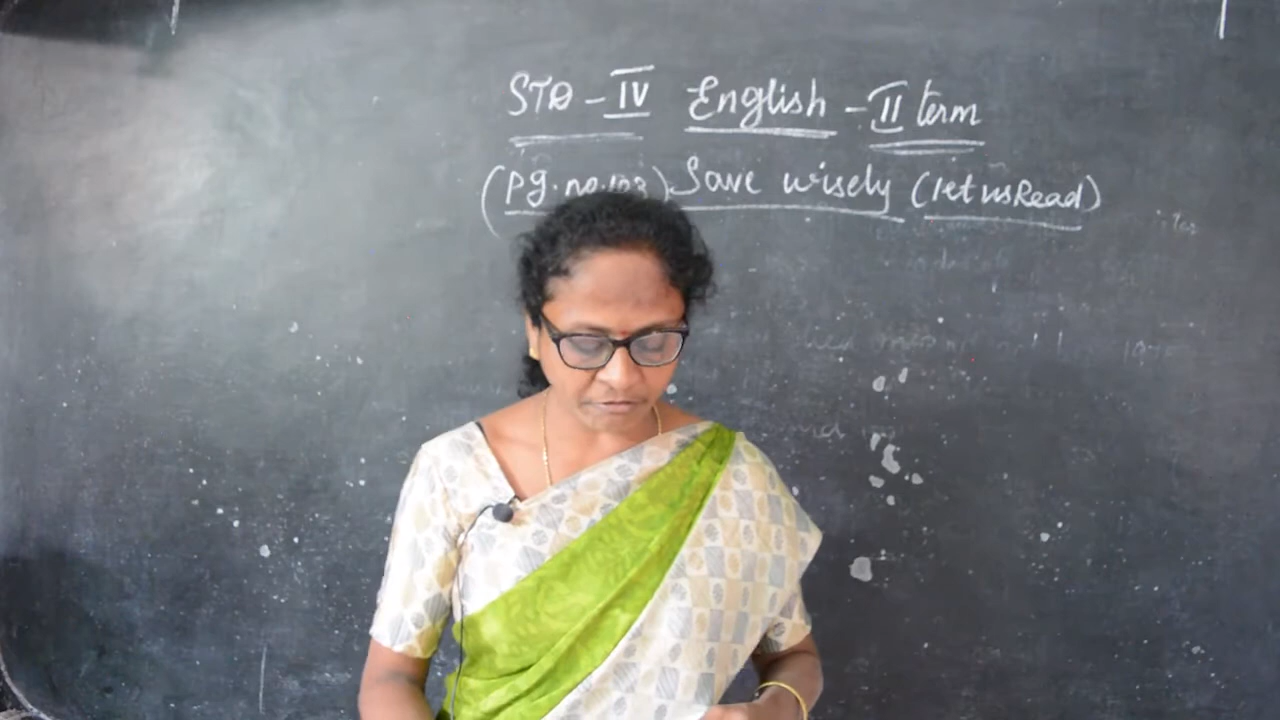 STD - IV English - II term
(Pg. no. 103) Save wisely (let us Read)